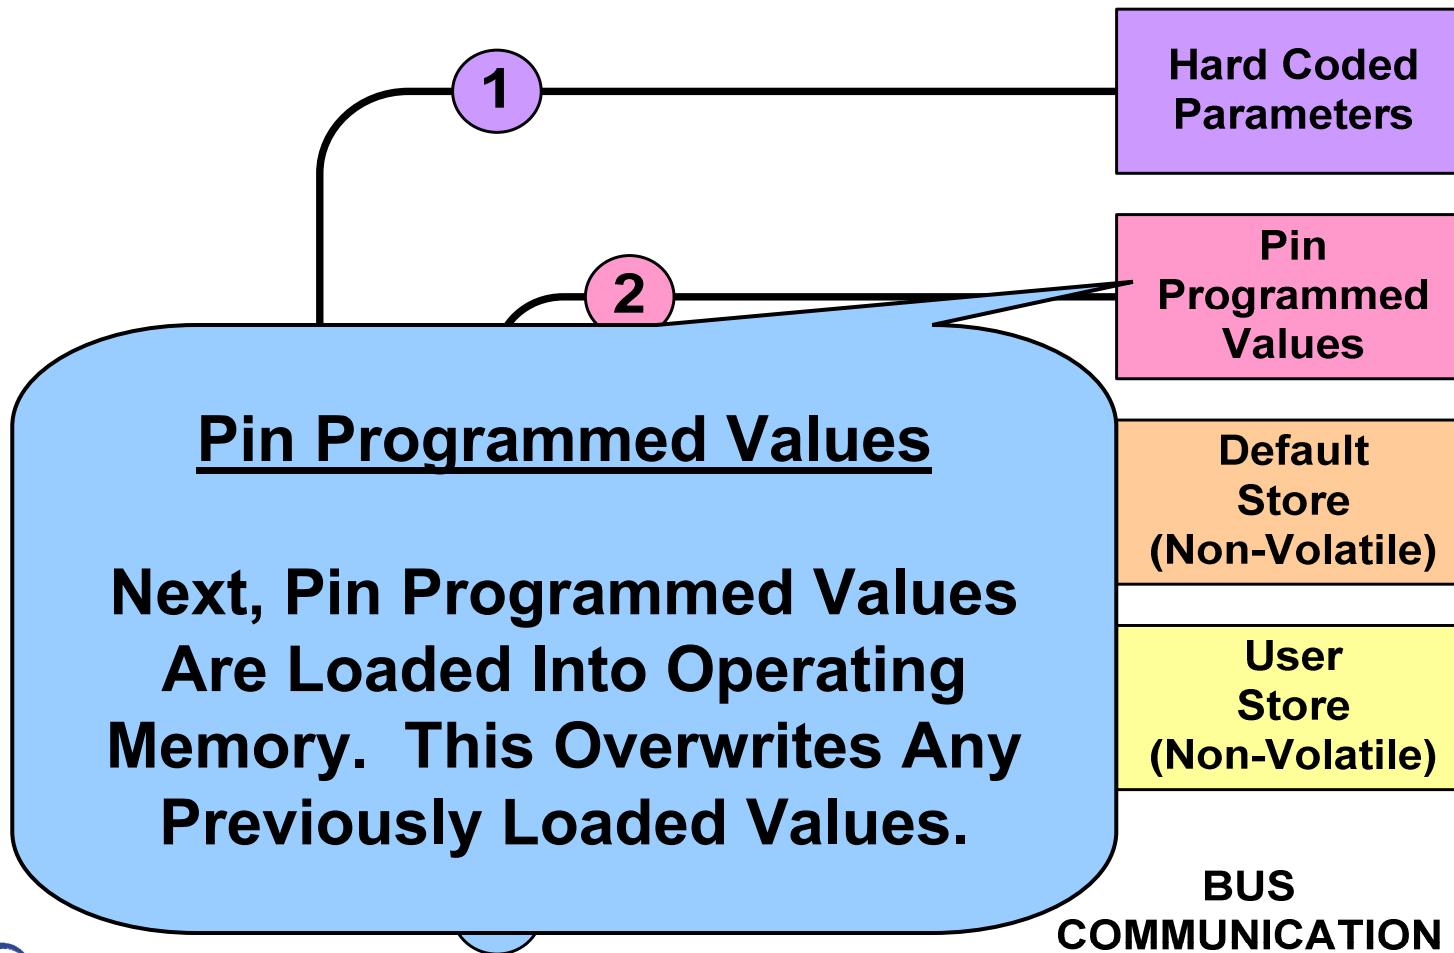 1
Hard Coded
Parameters
2
Pin
Programmed
Values
Pin Programmed Values
Next, Pin Programmed Values
Are Loaded Into Operating
Memory.  This Overwrites Any
Previously Loaded Values.
Default
Store
(Non-Volatile)
User
Store
(Non-Volatile)
BUS
COMMUNICATION